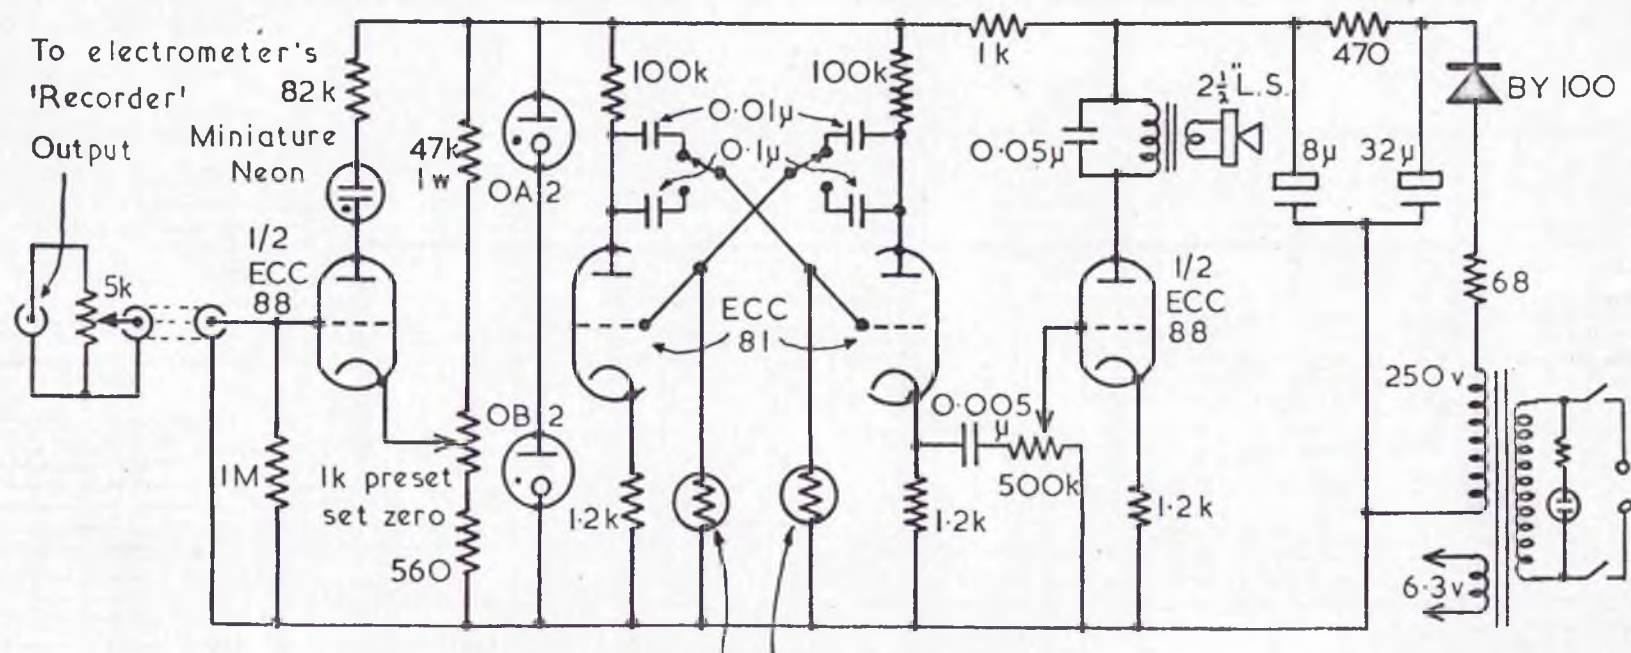 To electrometer's
'Recorder'
Output
82k
Miniature
Neon
1/2
ECC
88
5k
1M
47k
1w
1k preset
set zero
560
OA2
OB2
100k
100k
0·01µ
0·1µ
ECC
81
1·2k
1·2k
0·005
µ
500k
1k
0·05µ
2½" L.S.
1/2
ECC
88
1·2k
8µ
32µ
470
BY 100
68
250v
6·3v